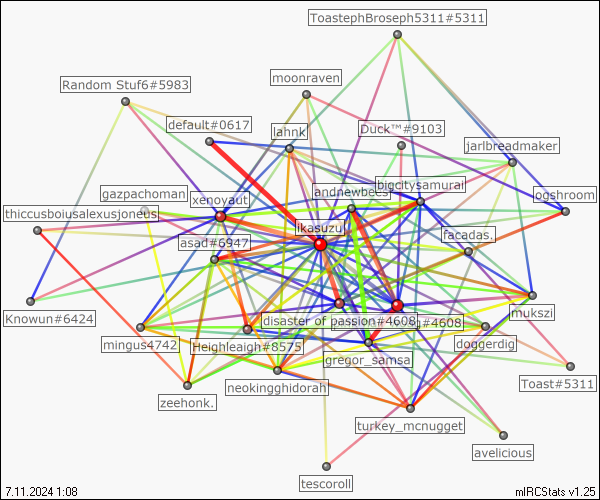 ToastephBroseph5311#5311
moonraven
Random Stuf6#5983
default#0617
lahnk
Duck™#9103
jarlbreadmaker
bigcitysamurai
andnewbees
gazpachoman
xenoyaut
ogshroom
thiccusboiusalexusjoneus
ikasuzu
facadas.
asad#6947
Knowun#6424
disaster of passion#4608
g#4608
mukszi
mingus4742
Heighleaigh#8575
gregor_samsa
doggerdig
Toast#5311
zeehonk.
neokingghidorah
turkey_mcnugget
avelicious
tescoroll
7.11.2024 1:08
mIRCStats v1.25